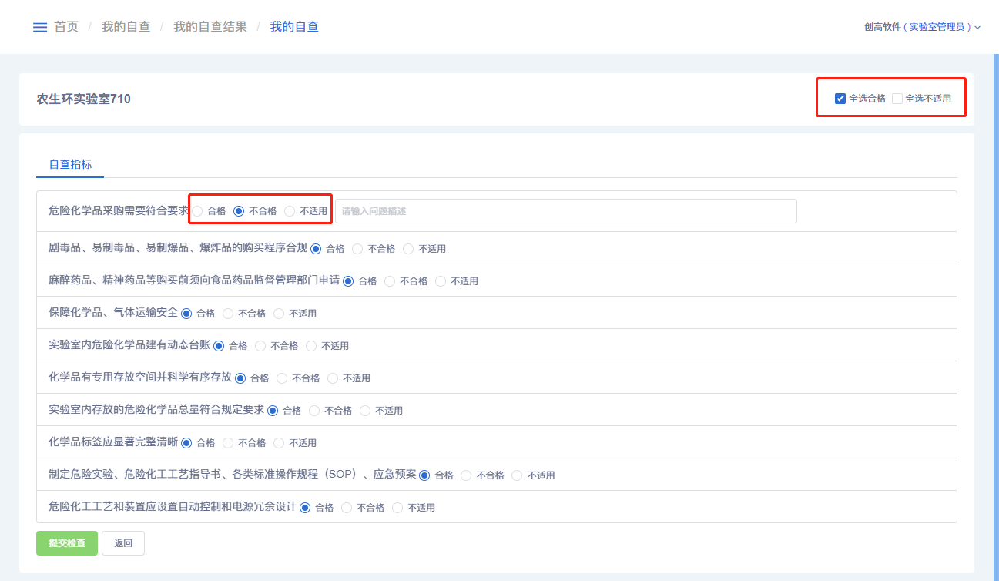 首页 / 我的自查 / 我的自查结果 / 我的自查
创高软件 ( 实验室管理员 )
农生环实验室710
全选合格 全选不适用
自查指标
危险化学品采购需要符合要求 合格 不合格 不适用 请输入问题描述
剧毒品、易制毒品、易制爆品、爆炸品的购买程序合规 合格 不合格 不适用
麻醉药品、精神药品等购买前须向食品药品监督管理部门申请 合格 不合格 不适用
保障化学品、气体运输安全 合格 不合格 不适用
实验室内危险化学品建有动态台账 合格 不合格 不适用
化学品有专用存放空间并科学有序存放 合格 不合格 不适用
实验室内存放的危险化学品总量符合规定要求 合格 不合格 不适用
化学品标签应显著完整清晰 合格 不合格 不适用
制定危险实验、危险化工工艺指导书、各类标准操作规程（SOP）、应急预案 合格 不合格 不适用
危险化工工艺和装置应设置自动控制和电源冗余设计 合格 不合格 不适用
提交检查 返回